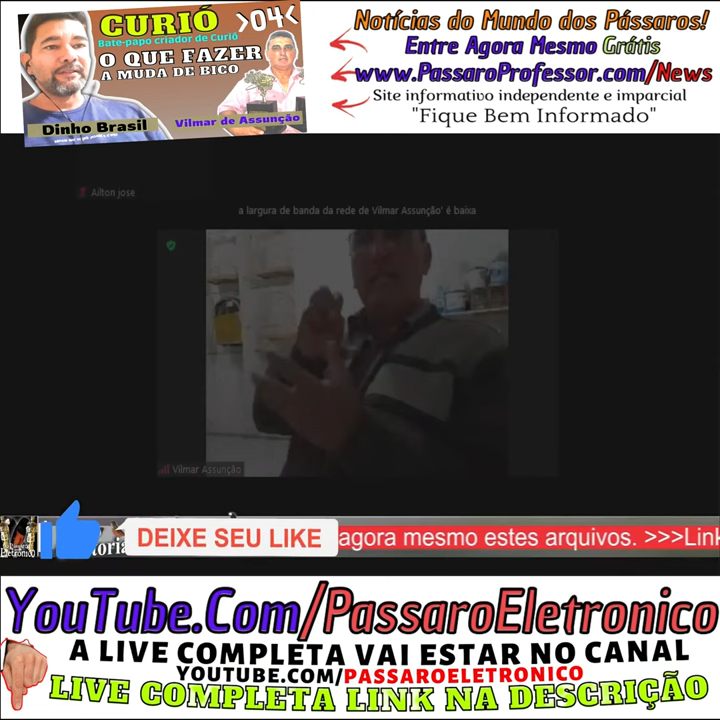 CURIÓ >04<
Bate-papo criador de Curió
O QUE FAZER
A MUDA DE BICO
Dinho Brasil
Vilmar de Assunção
Notícias do Mundo dos Pássaros!
Entre Agora Mesmo Grátis
www.PassaroProfessor.com/News
Site informativo independente e imparcial
"Fique Bem Informado"
Ailton jose
a largura de banda da rede de Vilmar Assunção' é baixa
Vilmar Assunção
Eletrônico
DEIXE SEU LIKE
agora mesmo estes arquivos. >>>Link
YouTube.Com/PassaroEletronico
A LIVE COMPLETA VAI ESTAR NO CANAL
YOUTUBE.COM/PASSAROELETRONICO
LIVE COMPLETA LINK NA DESCRIÇÃO